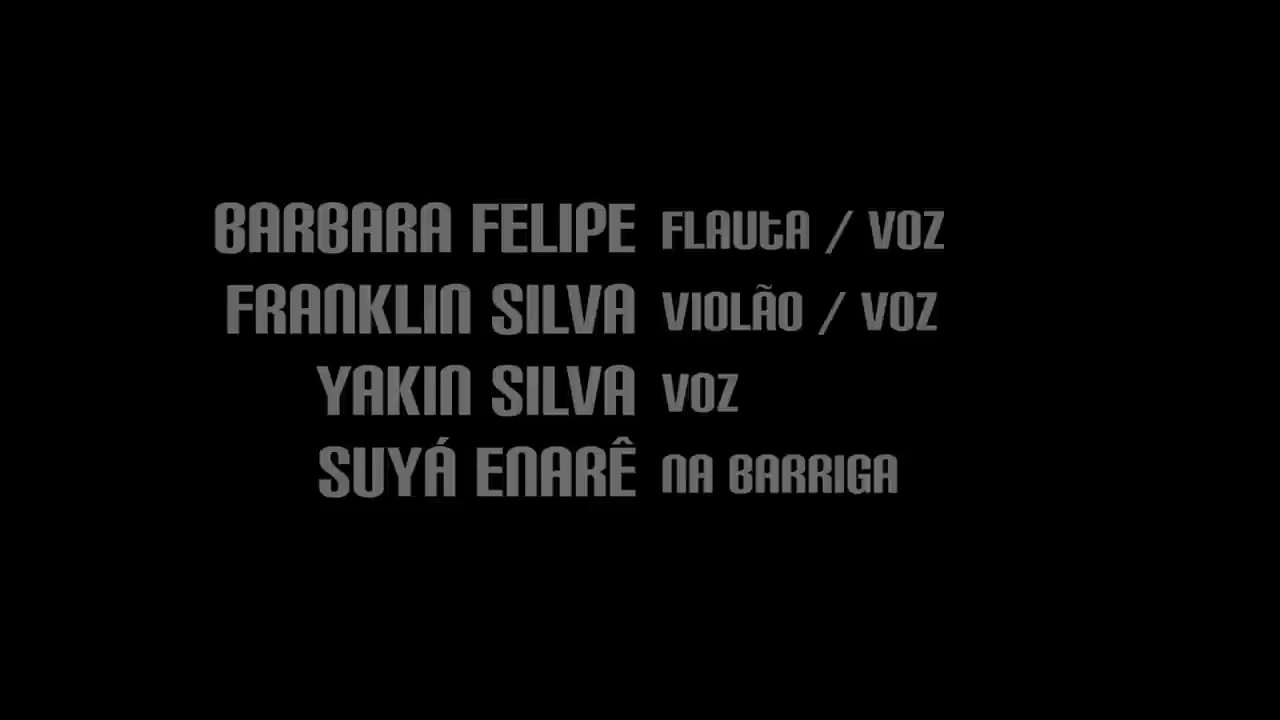 BARBARA FELIPE FLAUTA / VOZ
FRANKLIN SILVA VIOLÃO / VOZ
YAKIN SILVA VOZ
SUYÁ ENARÊ NA BARRIGA